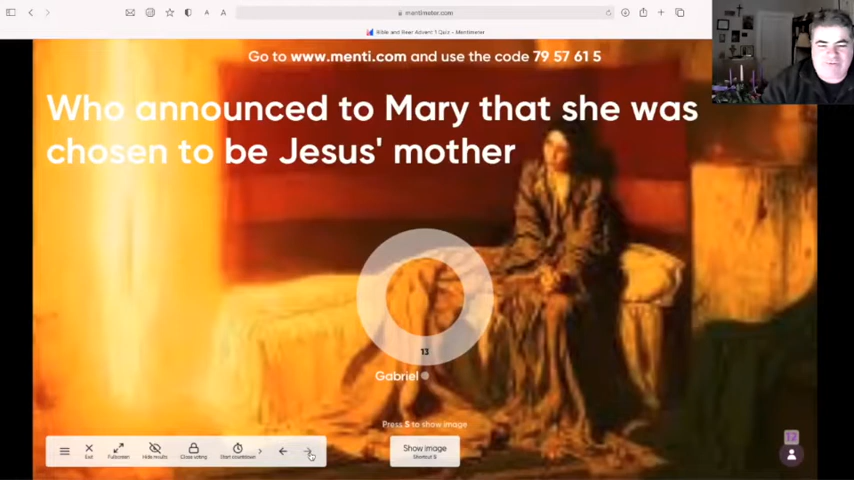 mentimeter.com
Bible and Beer Advent 1 Quiz - Mentimeter
Go to www.menti.com and use the code 79 57 61 5
Who announced to Mary that she was
chosen to be Jesus' mother
13
Gabriel
Press S to show image
Exit
Fullscreen
Hide results
Close voting
Start countdown
Show image
Shortcut S
12